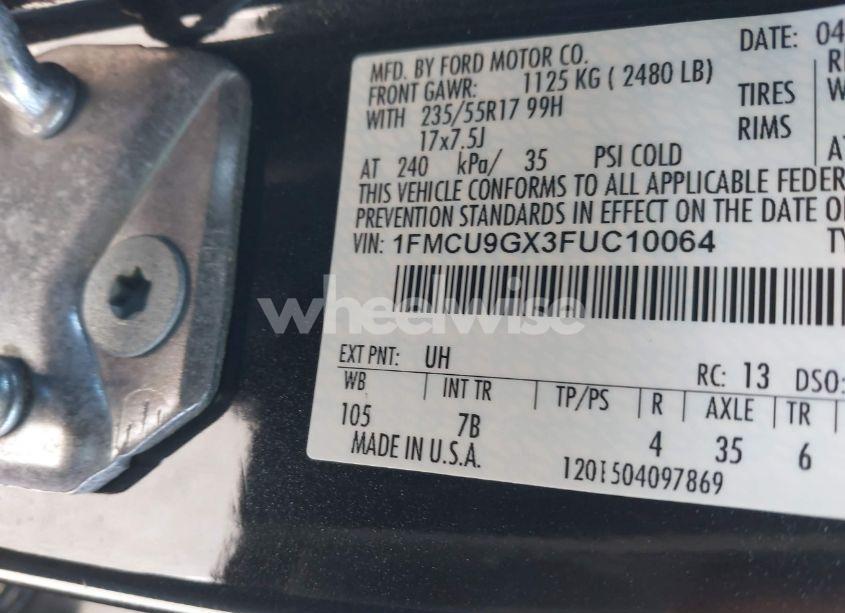 MFD. BY FORD MOTOR CO.
DATE: 04
FRONT GAWR: 1125 KG ( 2480 LB)
WITH 235/55R17 99H
TIRES
17x7.5J
RIMS
AT 240 kPa/ 35 PSI COLD
THIS VEHICLE CONFORMS TO ALL APPLICABLE FEDER
PREVENTION STANDARDS IN EFFECT ON THE DATE O
VIN: 1FMCU9GX3FUC10064
wheelwise
EXT PNT: UH
RC: 13 DSO:
WB INT TR TP/PS R AXLE TR
105 7B 4 35 6
MADE IN U.S.A.